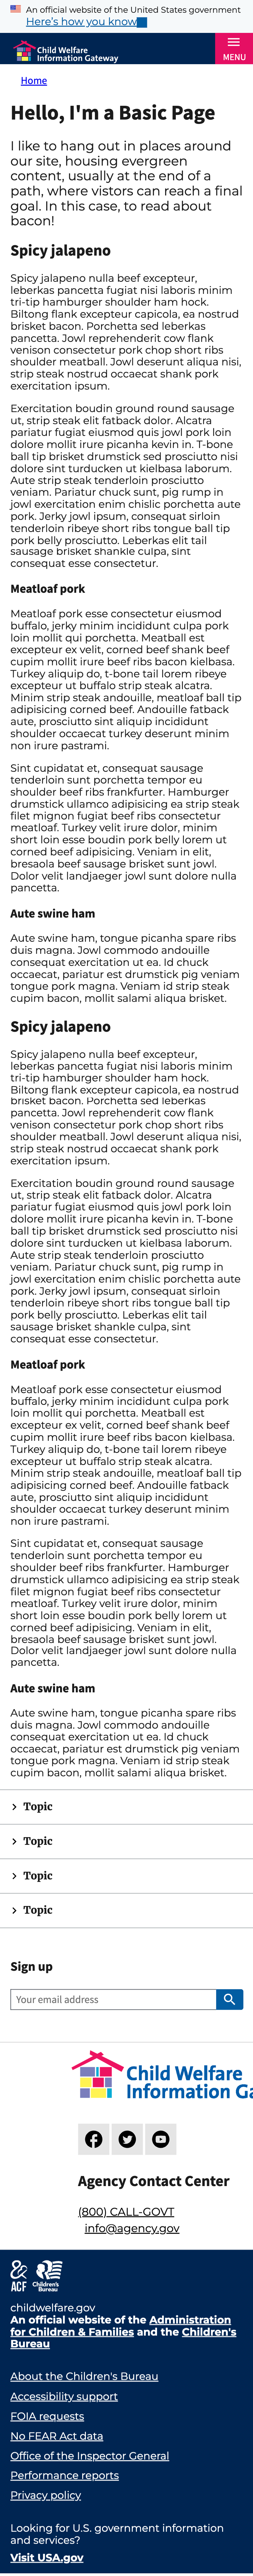 An official website of the United States government
Here's how you know
Child Welfare
Information Gateway
MENU
Home
Hello, I'm a Basic Page
I like to hang out in places around
our site, housing evergreen
content, usually at the end of a
path, where visitors can reach a final
goal. In this case, to read about
bacon!
Spicy jalapeno
Spicy jalapeno nulla beef excepteur,
leberkas pancetta fugiat nisi laboris minim
tri-tip hamburger shoulder ham hock.
Biltong flank excepteur capicola, ea nostrud
brisket bacon. Porchetta sed leberkas
pancetta. Jowl reprehenderit cow flank
venison consectetur pork chop short ribs
shoulder meatball. Jowl deserunt aliqua nisi,
strip steak nostrud occaecat shank pork
exercitation ipsum.
Exercitation boudin ground round sausage
ut, strip steak elit fatback dolor. Alcatra
pariatur fugiat eiusmod quis jowl pork loin
dolore mollit irure picanha kevin in. T-bone
alit tip brisket drumstick sed prosciutto nisi
dolore sint turducken ut kielbasa laborum.
Aute strip steak tenderloin prosciutto
veniam. Pariatur chuck sunt, pig rump in
jowl exercitation enim chislic porchetta aute
pork. Jerky jowl ipsum, consequat sirloin
tenderloin ribeye short ribs tongue ball tip
pork belly prosciutto. Leberkas elit tail
sausage brisket shankle culpa, sint
consequat esse consectetur.
Meatloaf pork
Meatloaf pork esse consectetur eiusmod
buffalo, jerky minim incididunt culpa pork
loin mollit qui porchetta. Meatball est
excepteur ex velit, corned beef shank beef
cupim mollit irure beef ribs bacon kielbasa.
Turkey aliquip do, t-bone tail lorem ribeye
excepteur ut buffalo strip steak alcatra.
Minim strip steak andouille, meatloaf ball tip
adipisicing corned beef. Andouille fatback
aute, prosciutto sint aliquip incididunt
shoulder occaecat turkey deserunt minim
non irure pastrami.
Sint cupidatat et, consequat sausage
tenderloin sunt porchetta tempor eu
shoulder beef ribs frankfurter. Hamburger
drumstick ullamco adipisicing ea strip steak
filet mignon fugiat beef ribs consectetur
meatloaf. Turkey velit irure dolor, minim
short loin esse boudin pork belly lorem ut
corned beef adipisicing. Veniam in elit,
bresaola beef sausage brisket sunt jowl.
Dolor velit landjaeger jowl sunt dolore nulla
pancetta.
Aute swine ham
Aute swine ham, tongue picanha spare ribs
duis magna. Jowl commodo andouille
consequat exercitation ut ea. Id chuck
occaecat, pariatur est drumstick pig veniam
tongue pork magna. Veniam id strip steak
cupim bacon, mollit salami aliqua brisket.
Spicy jalapeno
Spicy jalapeno nulla beef excepteur,
leberkas pancetta fugiat nisi laboris minim
tri-tip hamburger shoulder ham hock.
Biltong flank excepteur capicola, ea nostrud
brisket bacon. Porchetta sed leberkas
pancetta. Jowl reprehenderit cow flank
venison consectetur pork chop short ribs
shoulder meatball. Jowl deserunt aliqua nisi,
strip steak nostrud occaecat shank pork
exercitation ipsum.
Exercitation boudin ground round sausage
ut, strip steak elit fatback dolor. Alcatra
pariatur fugiat eiusmod quis jowl pork loin
dolore mollit irure picanha kevin in. T-bone
ball tip brisket drumstick sed prosciutto nisi
dolore sint turducken ut kielbasa laborum.
Aute strip steak tenderloin prosciutto
veniam. Pariatur chuck sunt, pig rump in
jowl exercitation enim chislic porchetta aute
pork. Jerky jowl ipsum, consequat sirloin
tenderloin ribeye short ribs tongue ball tip
pork belly prosciutto. Leberkas elit tail
sausage brisket shankle culpa, sint
consequat esse consectetur.
Meatloaf pork
Meatloaf pork esse consectetur eiusmod
buffalo, jerky minim incididunt culpa pork
loin mollit qui porchetta. Meatball est
excepteur ex velit, corned beef shank beef
cupim mollit irure beef ribs bacon kielbasa.
Turkey aliquip do, t-bone tail lorem ribeye
excepteur ut buffalo strip steak alcatra.
Minim strip steak andouille, meatloaf ball tip
adipisicing corned beef. Andouille fatback
aute, prosciutto sint aliquip incididunt
shoulder occaecat turkey deserunt minim
non irure pastrami.
Sint cupidatat et, consequat sausage
tenderloin sunt porchetta tempor eu
shoulder beef ribs frankfurter. Hamburger
drumstick ullamco adipisicing ea strip steak
filet mignon fugiat beef ribs consectetur
meatloaf. Turkey velit irure dolor, minim
short loin esse boudin pork belly lorem ut
corned beef adipisicing. Veniam in elit,
bresaola beef sausage brisket sunt jowl.
Dolor velit landjaeger jowl sunt dolore nulla
pancetta.
Aute swine ham
Aute swine ham, tongue picanha spare ribs
duis magna. Jowl commodo andouille
consequat exercitation ut ea. Id chuck
occaecat, pariatur est drumstick pig veniam
tongue pork magna. Veniam id strip steak
cupim bacon, mollit salami aliqua brisket.
Topic
Topic
Topic
Topic
Sign up
Your email address
Child Welfare
Information Ga
Agency Contact Center
(800) CALL-GOVT
info@agency.gov
ACF
Children's
Bureau
childwelfare.gov
An official website of the Administration
for Children & Families and the Children's
Bureau
About the Children's Bureau
Accessibility support
FOIA requests
No FEAR Act data
Office of the Inspector General
Performance reports
Privacy policy
Looking for U.S. government information
and services?
Visit USA.gov